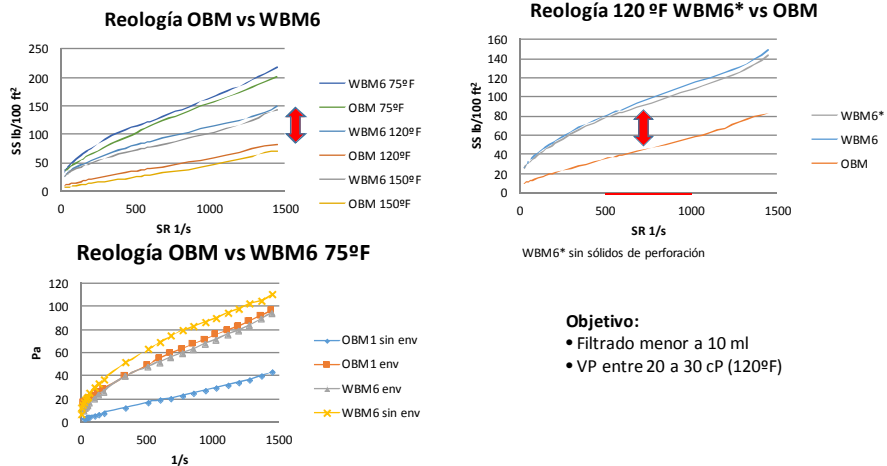 Reología OBM vs WBM6
250
200
150
100
50
0
0
500
1000
1500
SS lb/100 ft²
SR 1/s
WBM6 75ºF
OBM 75ºF
WBM6 120ºF
OBM 120ºF
WBM6 150ºF
OBM 150ºF
Reología 120 ºF WBM6* vs OBM
160
140
120
100
80
60
40
20
0
0
500
1000
1500
SS lb/100 ft²
SR 1/s
WBM6*
WBM6
OBM
WBM6* sin sólidos de perforación
Reología OBM vs WBM6 75ºF
120
100
80
60
40
20
0
0
500
1000
1500
Pa
1/s
OBM1 sin env
OBM1 env
WBM6 env
WBM6 sin env
Objetivo:
• Filtrado menor a 10 ml
• VP entre 20 a 30 cP (120ºF)